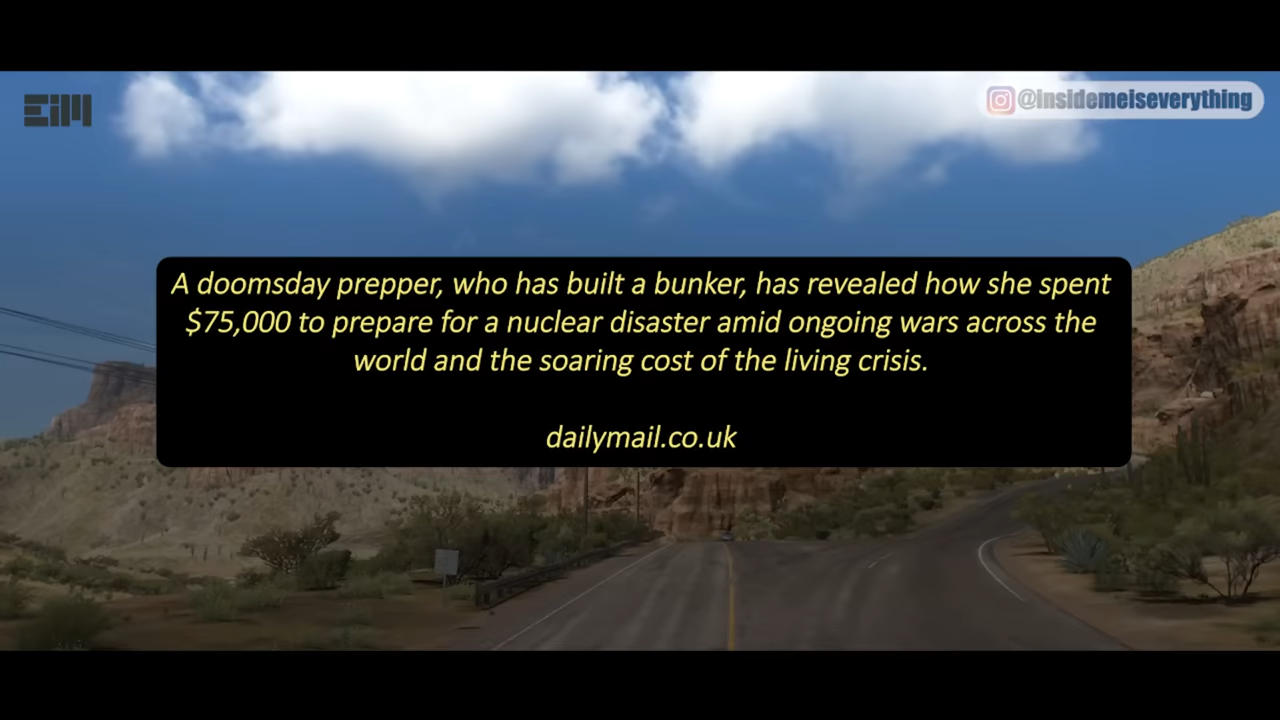 EiM
@insidemeiseverything
A doomsday prepper, who has built a bunker, has revealed how she spent
$75,000 to prepare for a nuclear disaster amid ongoing wars across the
world and the soaring cost of the living crisis.
dailymail.co.uk